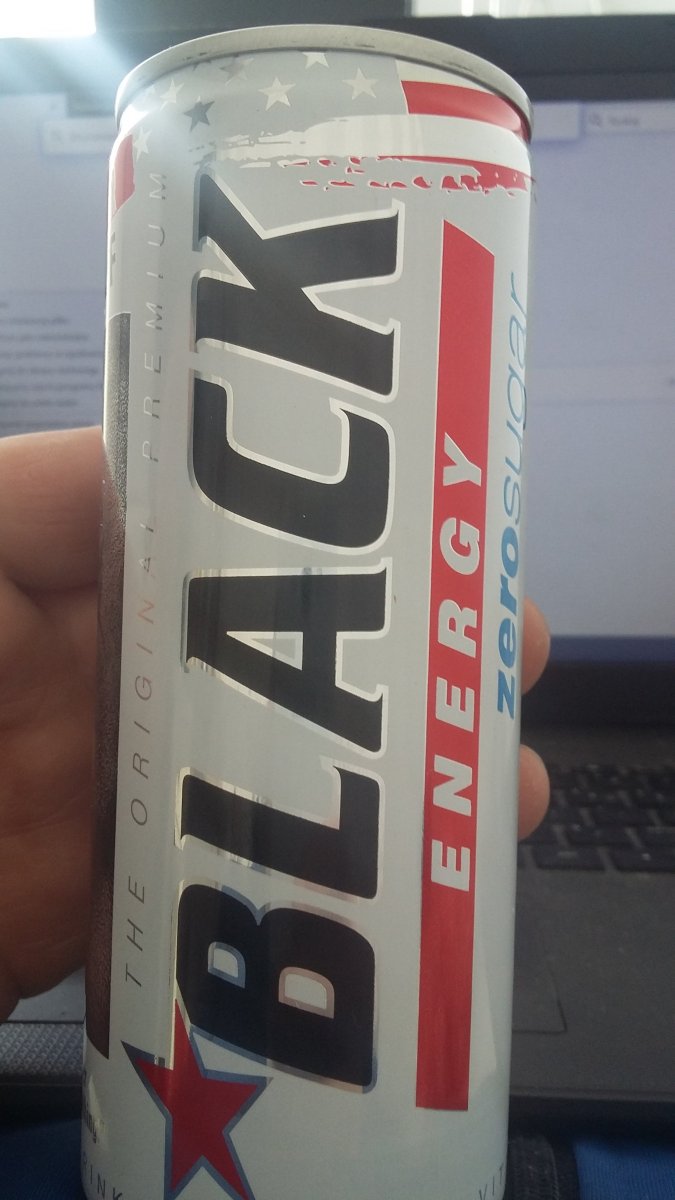 THE ORIGINAL PREMIUM
BLACK
ENERGY
zerosugar